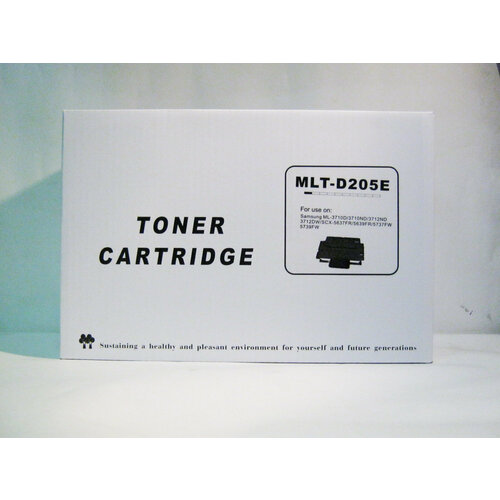 TONER
CARTRIDGE
MLT-D205E
For use on:
Samsung ML-3710D/3710ND/3712ND
3712DW/SCX-5637FR/5639FR/5737FW
5739FW
Sustaining a healthy and pleasant environment for yourself and future generations